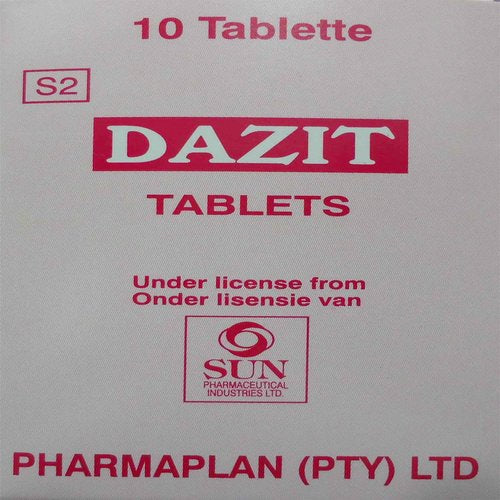 10 Tablette
S2
DAZIT
TABLETS
Under license from
Onder lisensie van
SUN
PHARMACEUTICAL
INDUSTRIES LTD.
PHARMAPLAN (PTY) LTD